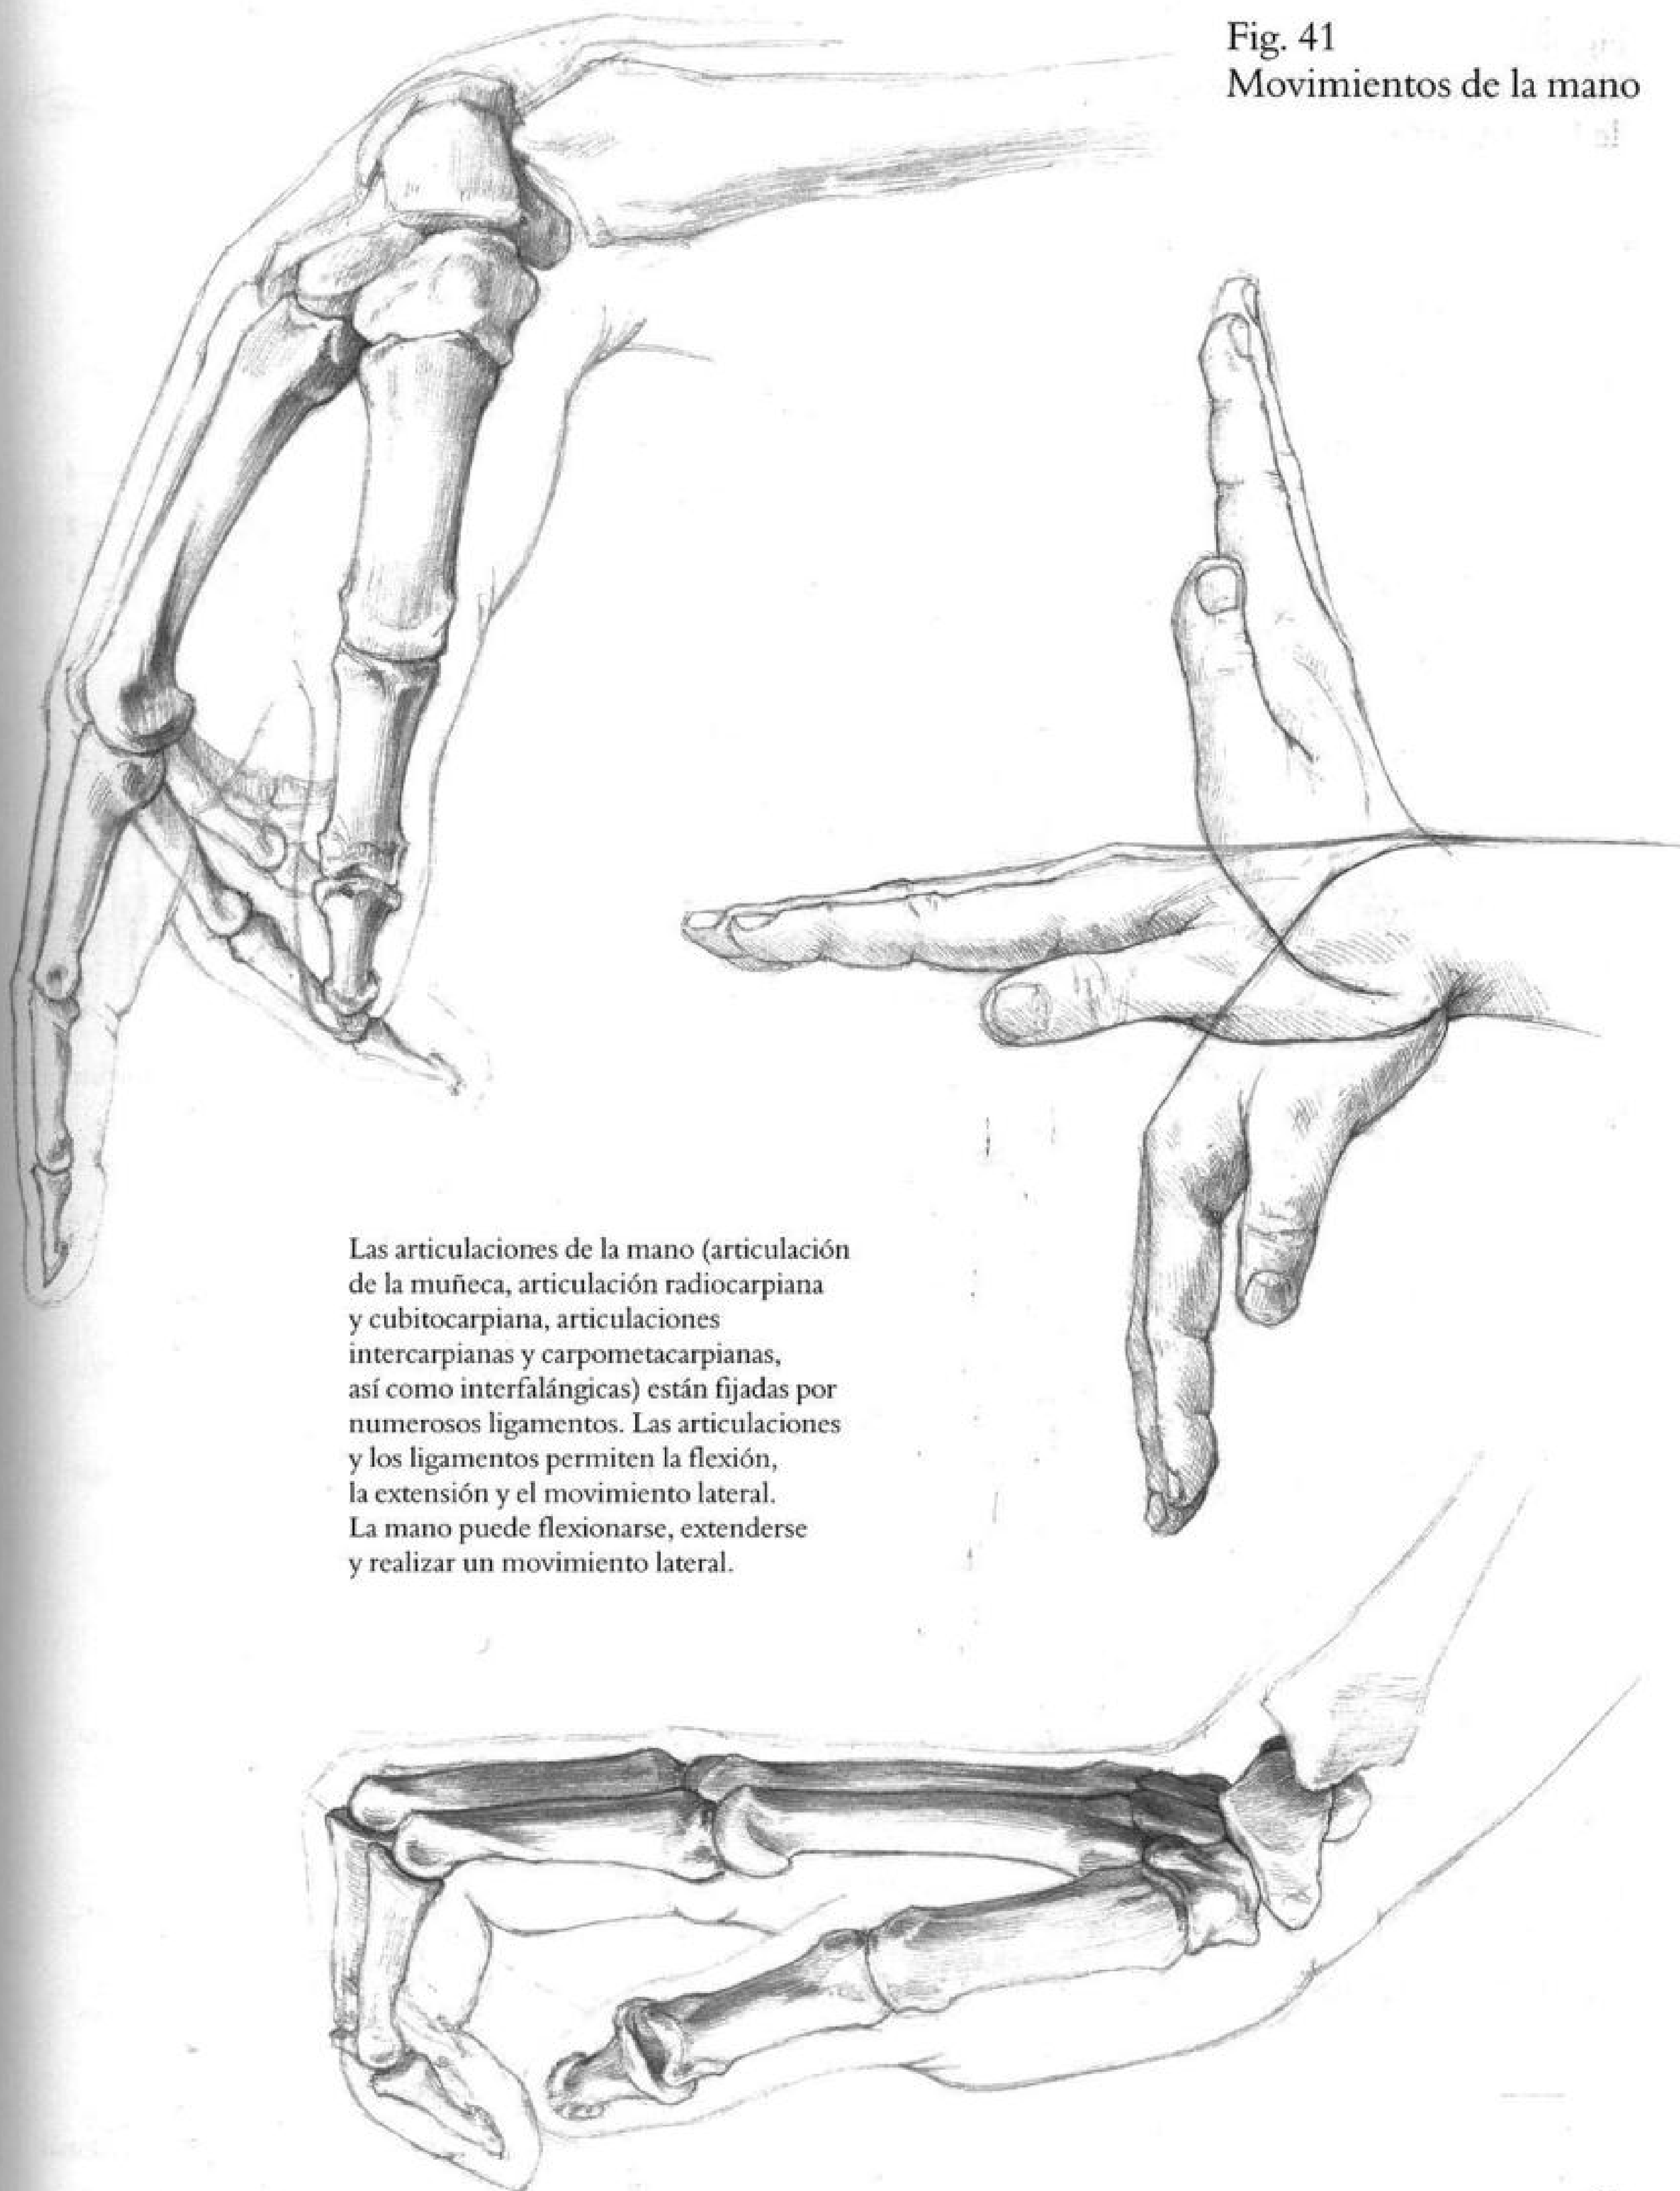 Fig. 41
Movimientos de la mano
Las articulaciones de la mano (articulación
de la muñeca, articulación radiocarpiana
y cubitocarpiana, articulaciones
intercarpianas y carpometacarpianas,
así como interfalángicas) están fijadas por
numerosos ligamentos. Las articulaciones
y los ligamentos permiten la flexión,
la extensión y el movimiento lateral.
La mano puede flexionarse, extenderse
y realizar un movimiento lateral.